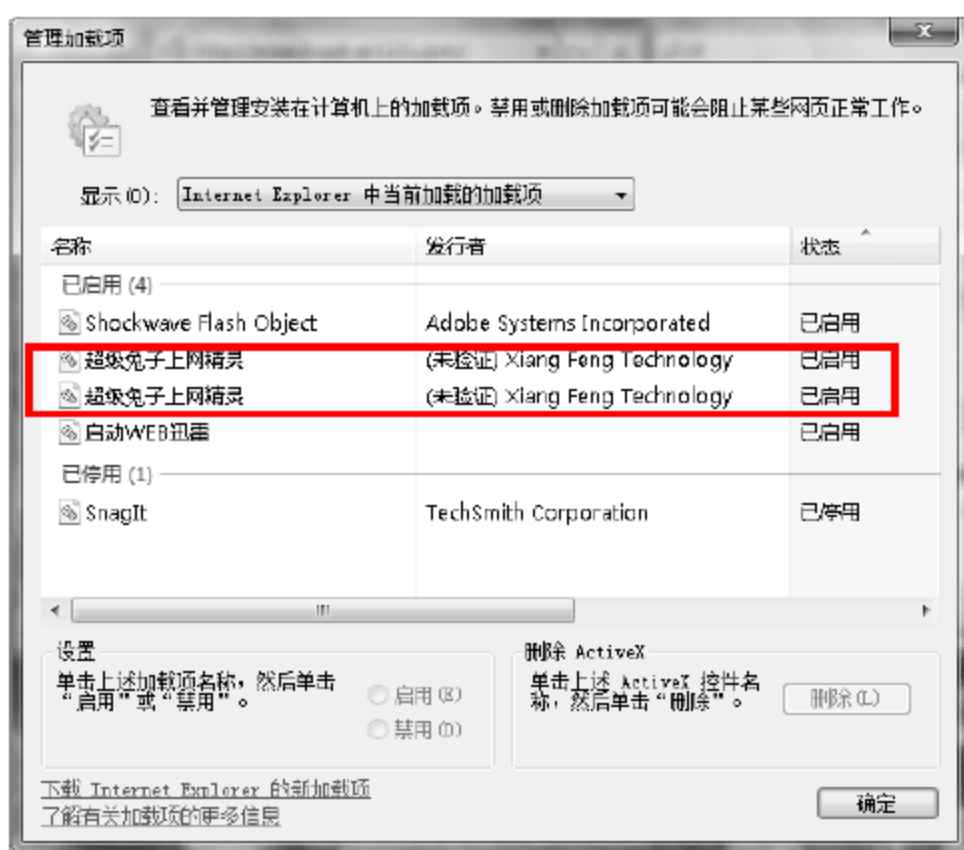 管理加载项
查看并管理安装在计算机上的加载项。禁用或删除加载项可能会阻止某些网页正常工作。
显示(O): Internet Explorer 中当前加载的加载项
名称 发行者 状态
已启用 (4)
Shockwave Flash Object Adobe Systems Incorporated 已启用
超级兔子上网精灵 (未验证) Xiang Feng Technology 已启用
超级兔子上网精灵 (未验证) Xiang Feng Technology 已启用
启动WEB迅雷 已启用
已停用 (1)
SnagIt TechSmith Corporation 已停用
设置
单击上述加载项名称，然后单击
“启用”或“禁用”。
启用(E)
禁用(D)
删除 ActiveX
单击上述 ActiveX 控件名
称，然后单击“删除”。
删除(L)
下载 Internet Explorer 的新加载项
了解有关加载项的更多信息
确定